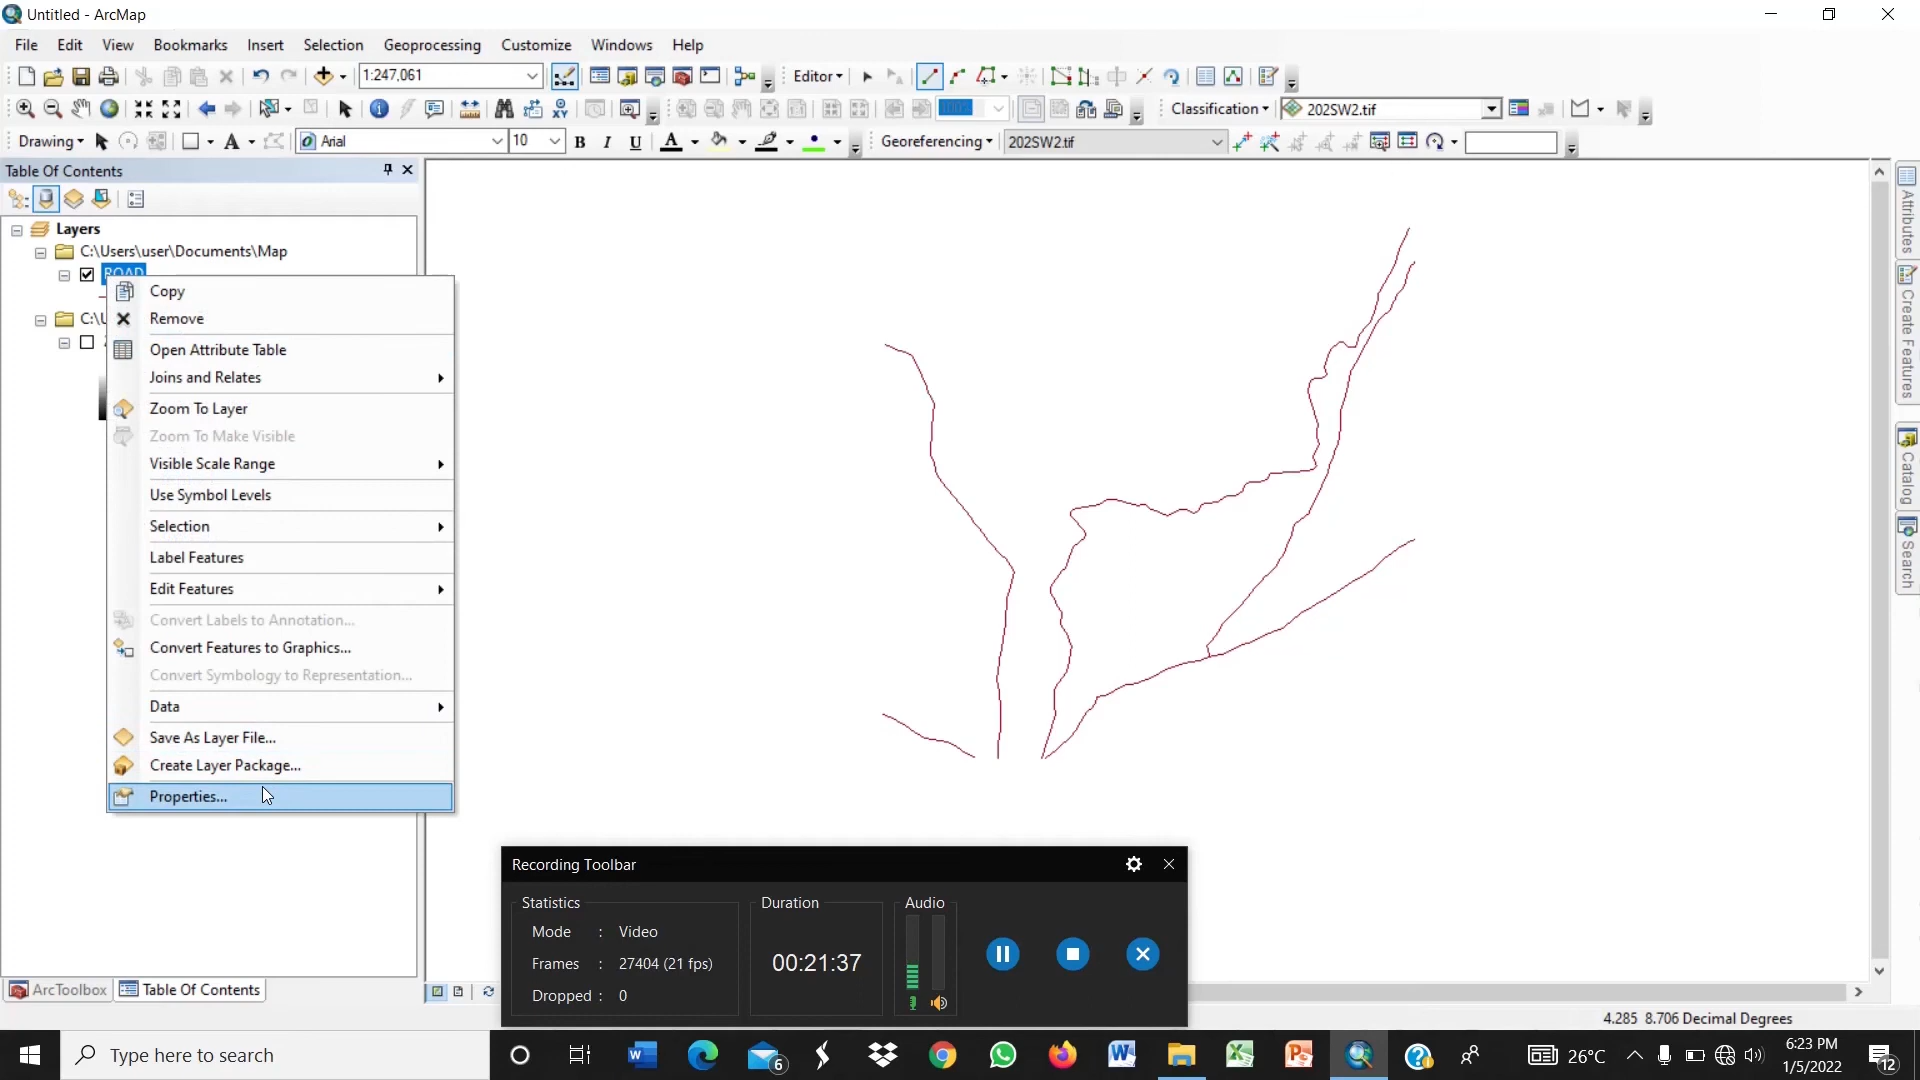 Untitled - ArcMap
File Edit View Bookmarks Insert Selection Geoprocessing Customize Windows Help
1:247,061 Editor
Classification 202SW2.tif
Drawing A Arial 10 B I U A Georeferencing 202SW2.tif
Table Of Contents
Layers
C:\Users\user\Documents\Map
ROAD
Copy
C:\U
Remove
Open Attribute Table
Joins and Relates
Zoom To Layer
Zoom To Make Visible
Visible Scale Range
Use Symbol Levels
Selection
Label Features
Edit Features
Convert Labels to Annotation...
Convert Features to Graphics...
Convert Symbology to Representation...
Data
Save As Layer File...
Create Layer Package...
Properties...
Attributes
Create Features
Catalog
Search
Recording Toolbar
Statistics Duration Audio
Mode : Video
Frames : 27404 (21 fps)
Dropped : 0
00:21:37
ArcToolbox Table Of Contents
4.285 8.706 Decimal Degrees
Type here to search
6
26°C
6:23 PM
1/5/2022
12